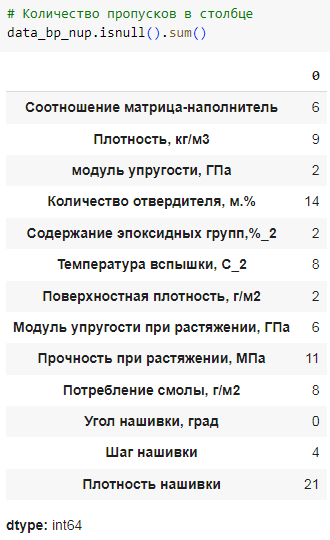 # Количество пропусков в столбце
data_bp_nup.isnull().sum()
0
Соотношение матрица-наполнитель 6
Плотность, кг/м3 9
модуль упругости, ГПа 2
Количество отвердителя, м.% 14
Содержание эпоксидных групп,%_2 2
Температура вспышки, С_2 8
Поверхностная плотность, г/м2 2
Модуль упругости при растяжении, ГПа 6
Прочность при растяжении, МПа 11
Потребление смолы, г/м2 8
Угол нашивки, град 0
Шаг нашивки 4
Плотность нашивки 21
dtype: int64